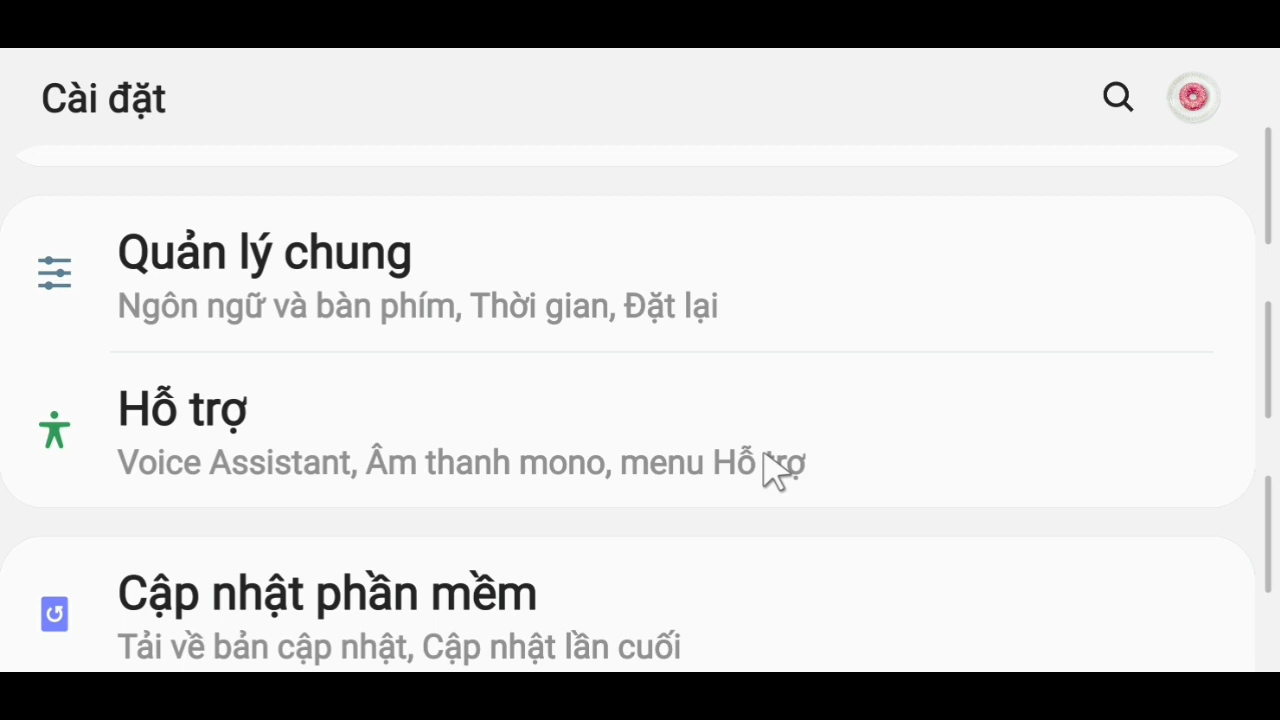 Cài đặt
Quản lý chung
Ngôn ngữ và bàn phím, Thời gian, Đặt lại
Hỗ trợ
Voice Assistant, Âm thanh mono, menu Hỗ trợ
Cập nhật phần mềm
Tải về bản cập nhật, Cập nhật lần cuối